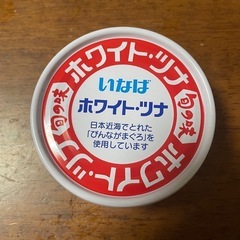 ホワイト・ツナ
旬の味
ホワイト・ツナ
旬の味
いなば
ホワイト・ツナ
日本近海でとれた
「びんながまぐろ」を
使用しています